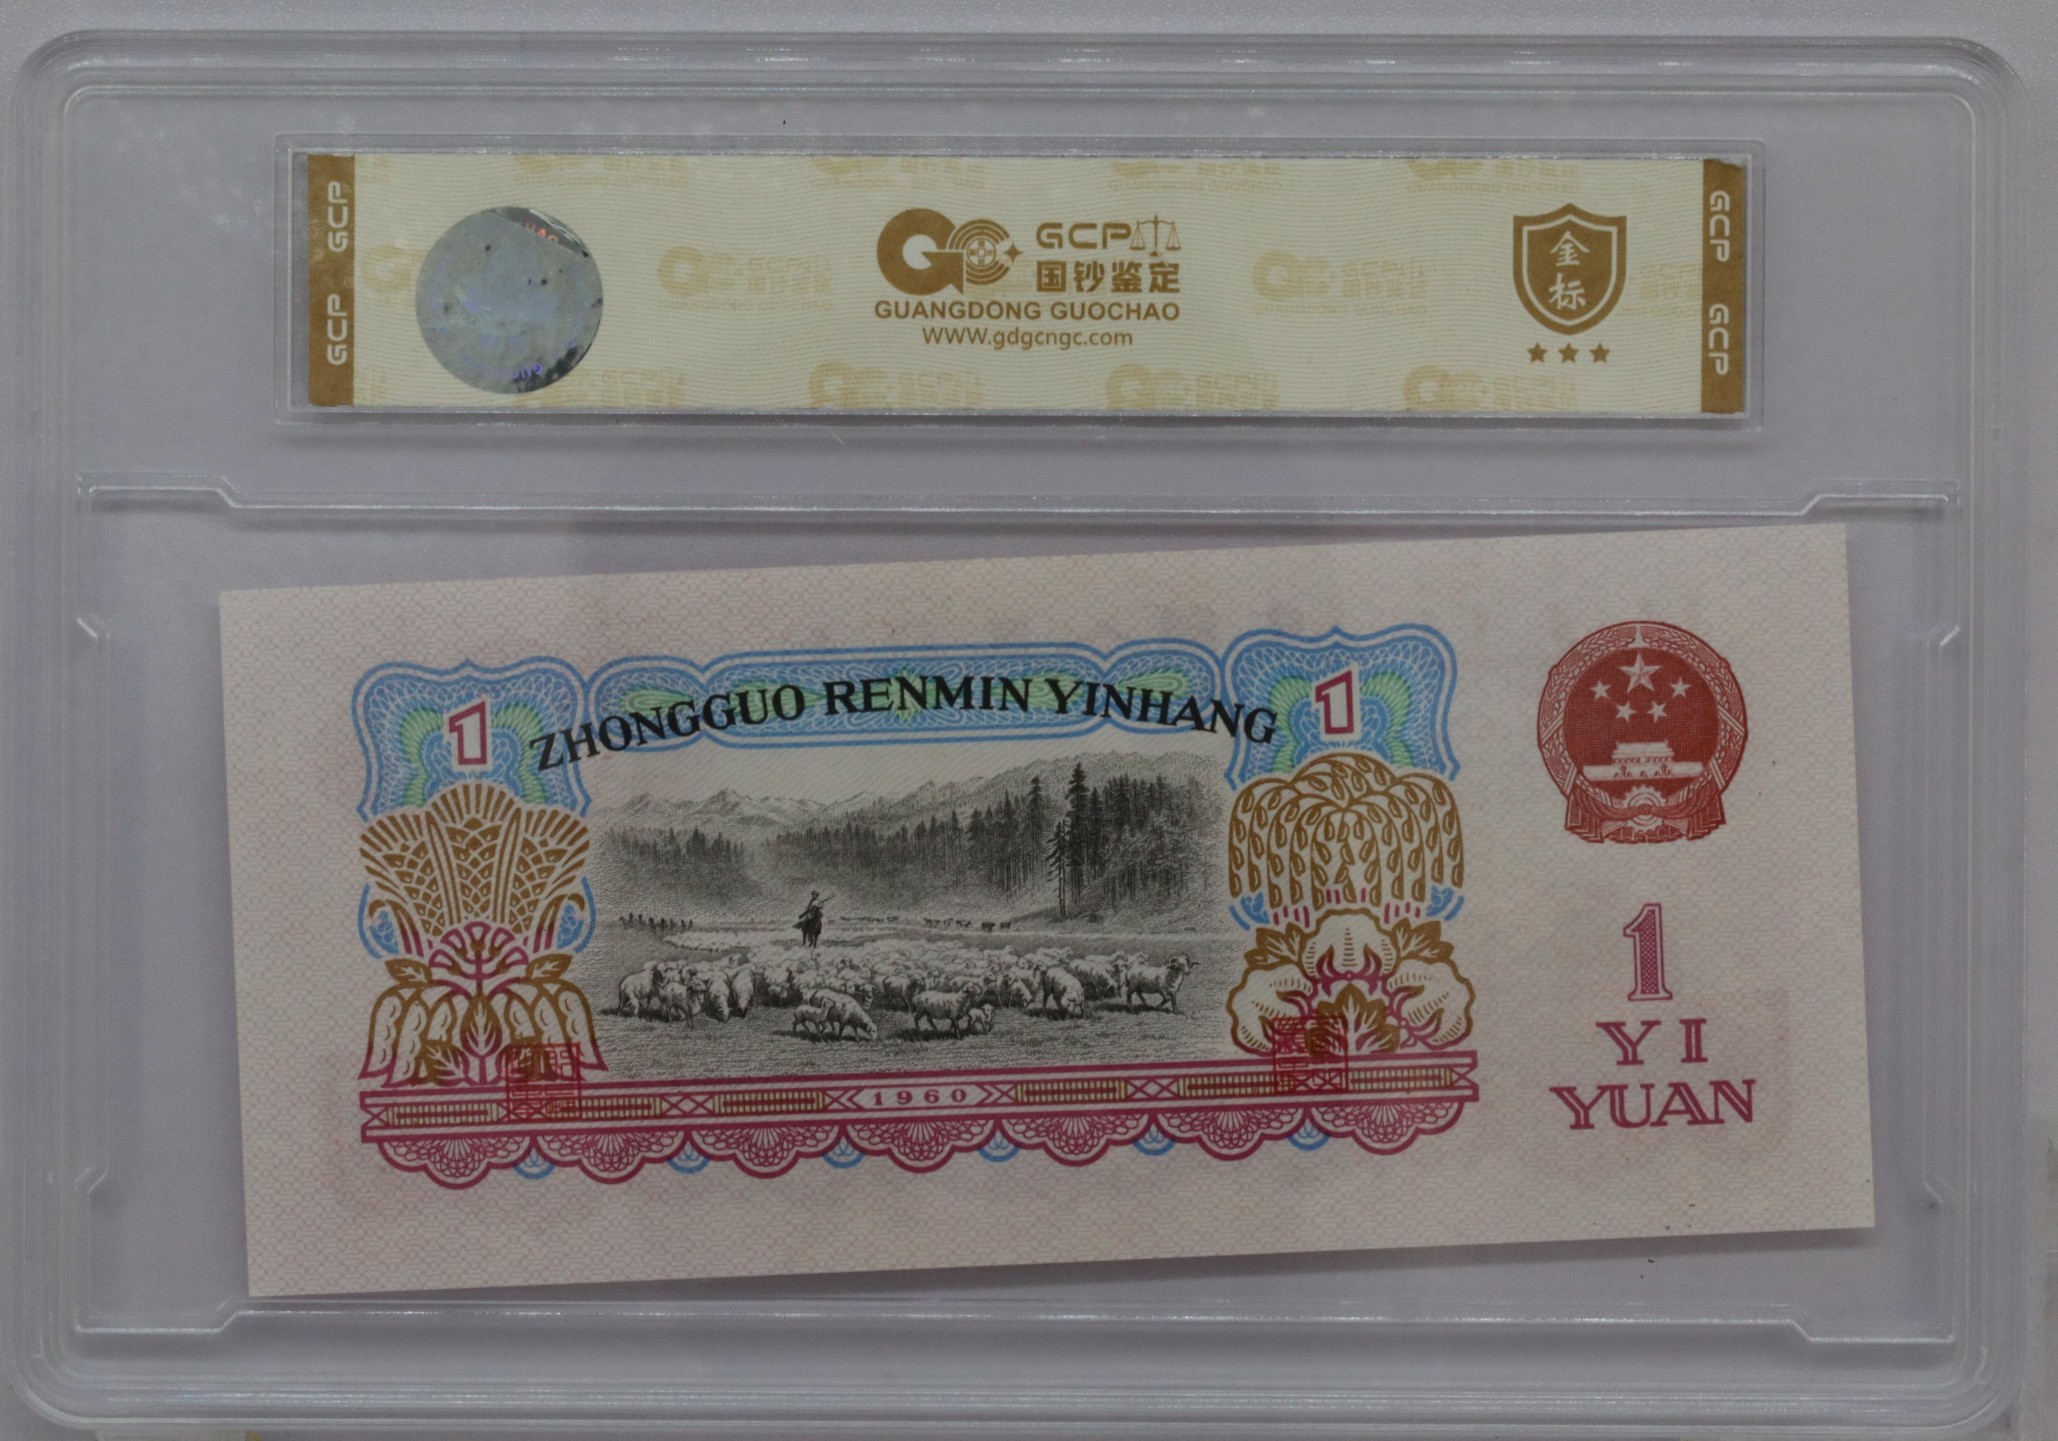 GCP GCP
GCP
国钞鉴定
GUANGDONG GUOCHAO
WWW.gdgcngc.com
金
标
GCP GCP
ZHONGGUO RENMIN YINHANG
1
1
1960
1
YI
YUAN